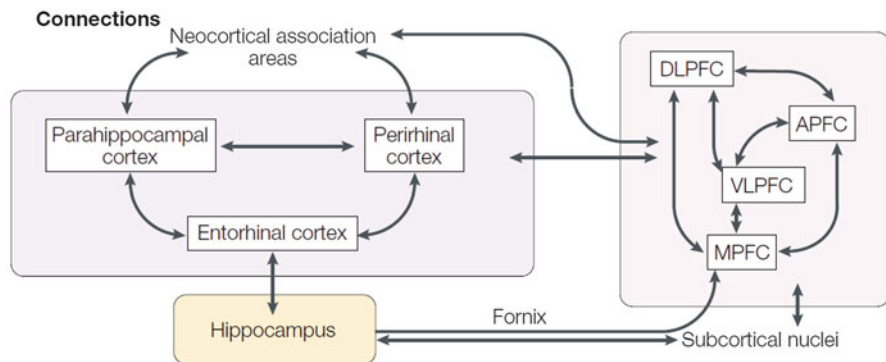 Connections
Neocortical association
areas
Parahippocampal
cortex
Perirhinal
cortex
Entorhinal cortex
Hippocampus
Fornix
DLPFC
APFC
VLPFC
MPFC
Subcortical nuclei